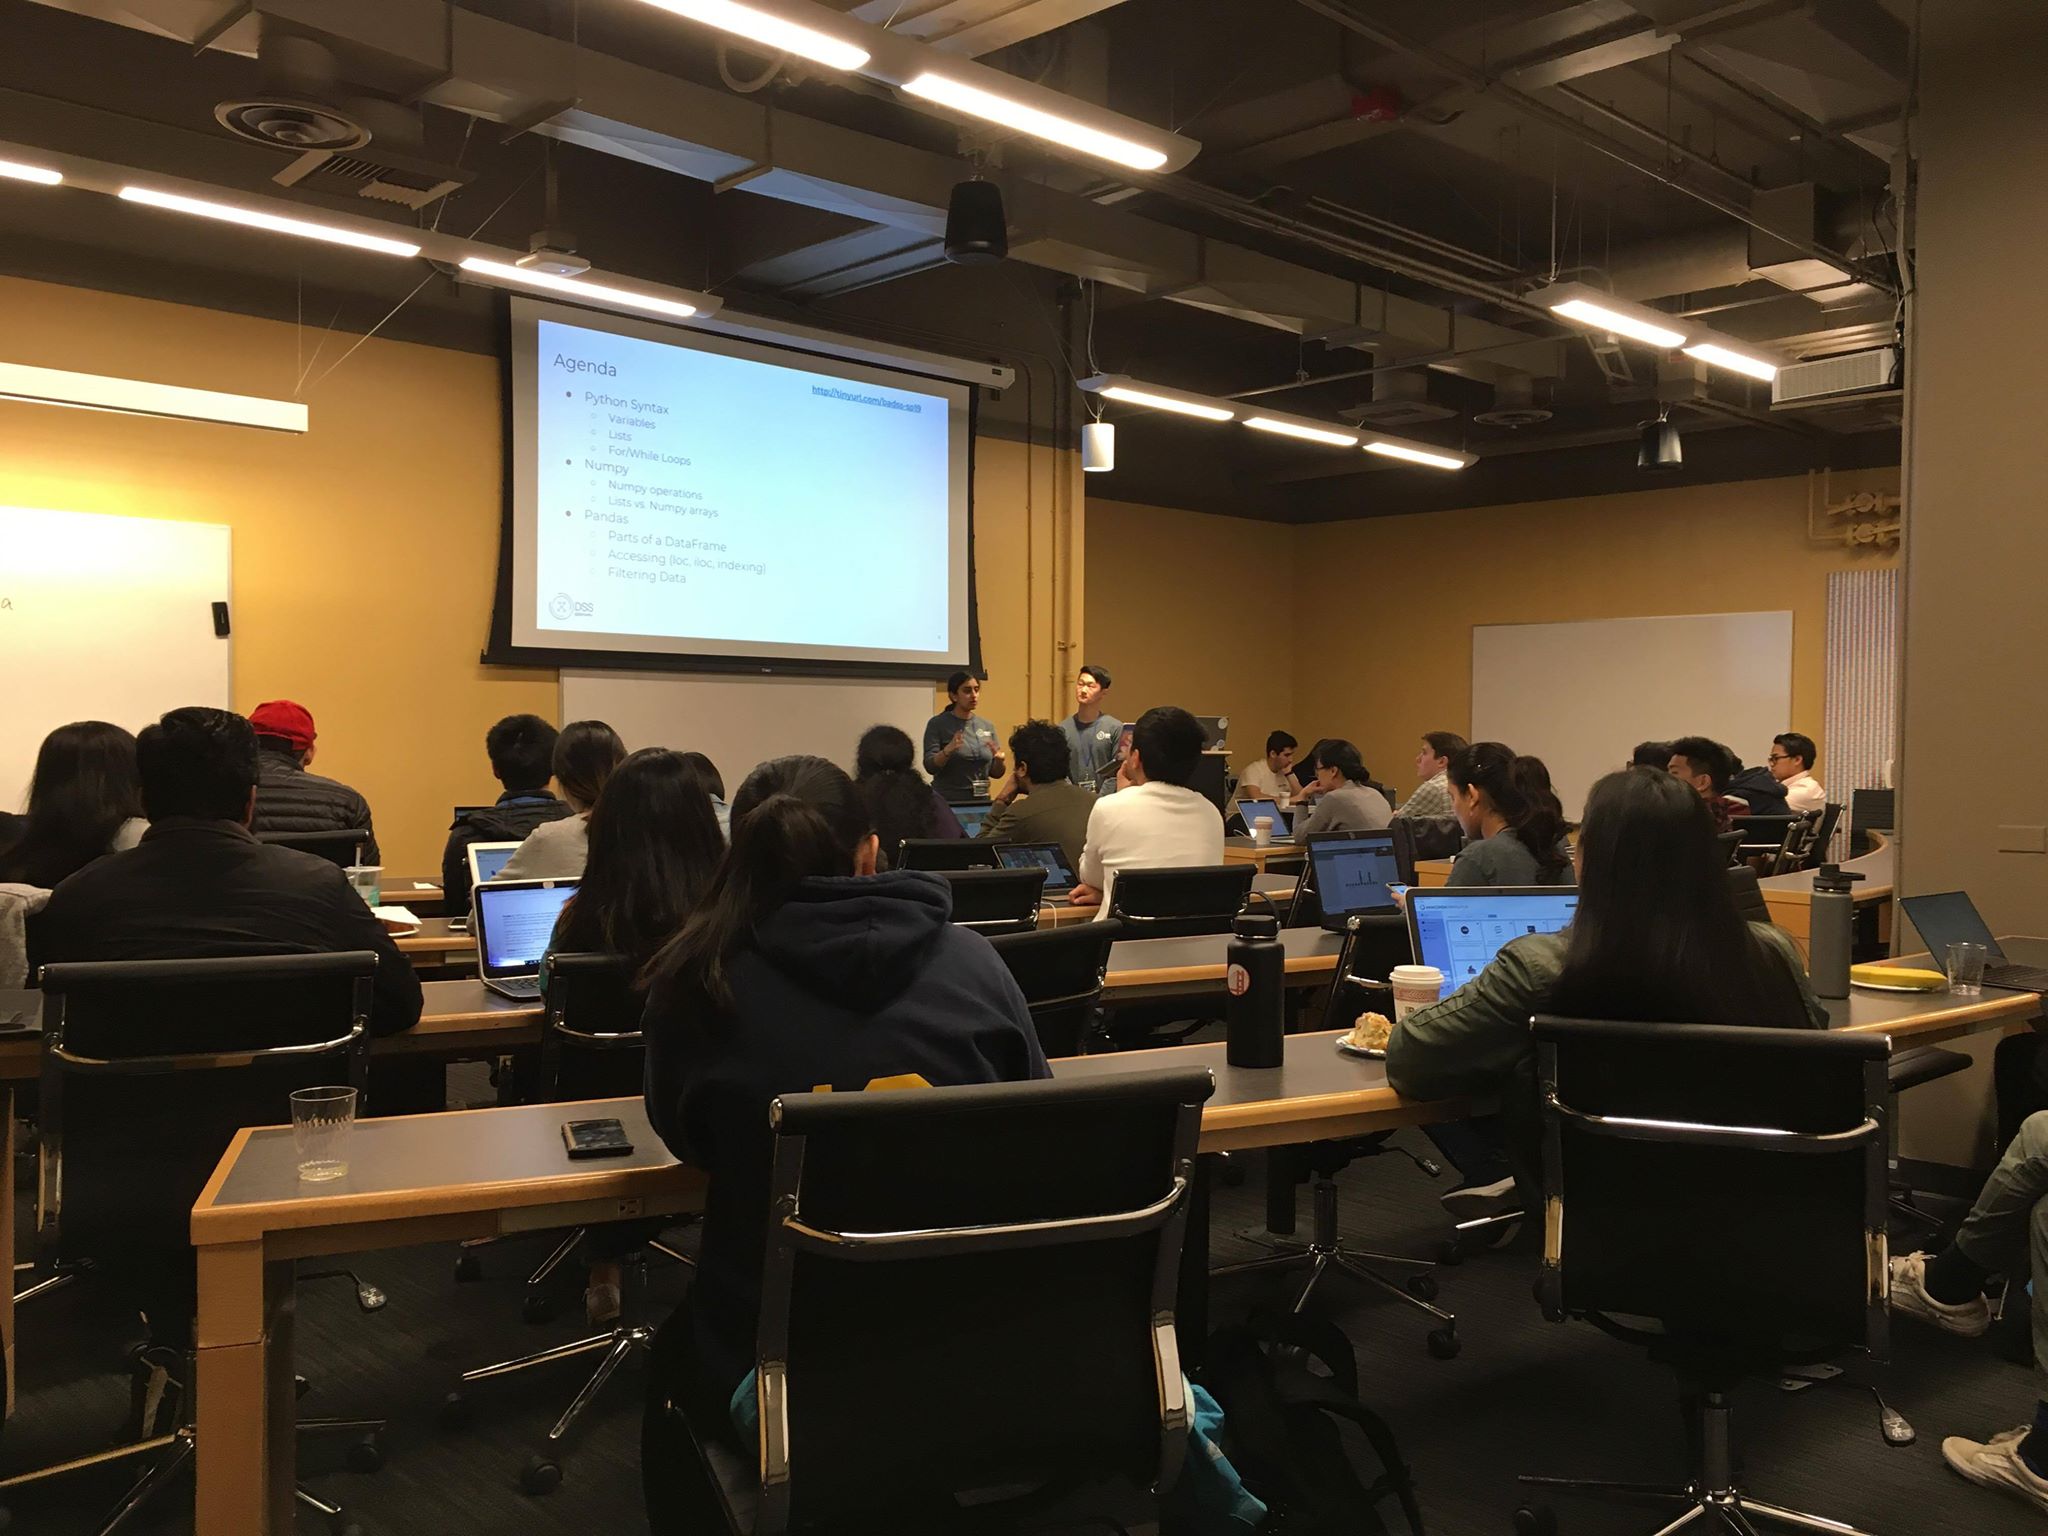 Agenda
http://tinyurl.com/badss-sp19
Python Syntax
Variables
Lists
For/While Loops
Numpy
Numpy operations
Lists vs. Numpy arrays
Pandas
Parts of a DataFrame
Accessing (loc, iloc, indexing)
Filtering Data
DSS
a